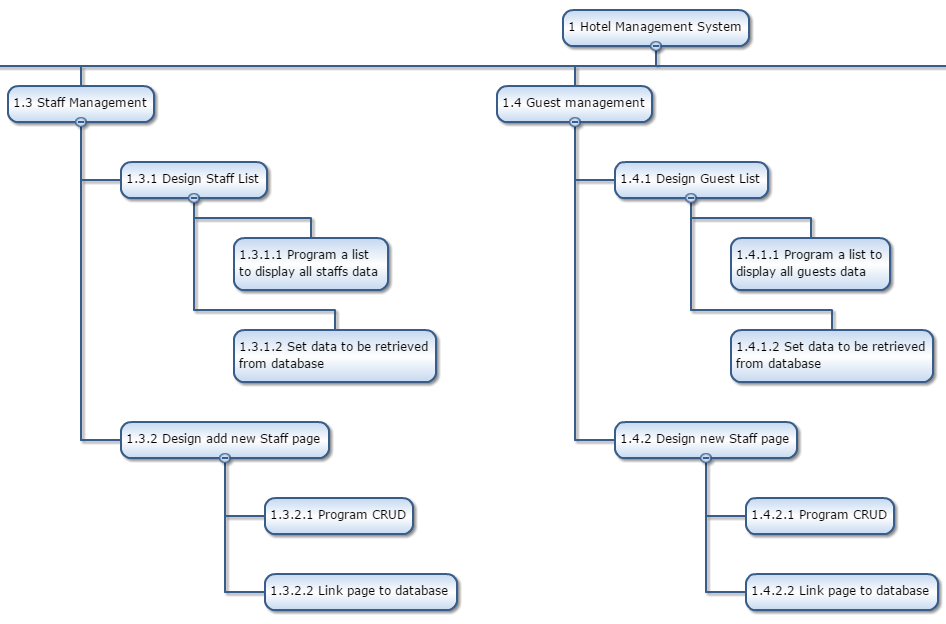 1 Hotel Management System
1.3 Staff Management
1.3.1 Design Staff List
1.3.1.1 Program a list
to display all staffs data
1.3.1.2 Set data to be retrieved
from database
1.3.2 Design add new Staff page
1.3.2.1 Program CRUD
1.3.2.2 Link page to database
1.4 Guest management
1.4.1 Design Guest List
1.4.1.1 Program a list to
display all guests data
1.4.1.2 Set data to be retrieved
from database
1.4.2 Design new Staff page
1.4.2.1 Program CRUD
1.4.2.2 Link page to database